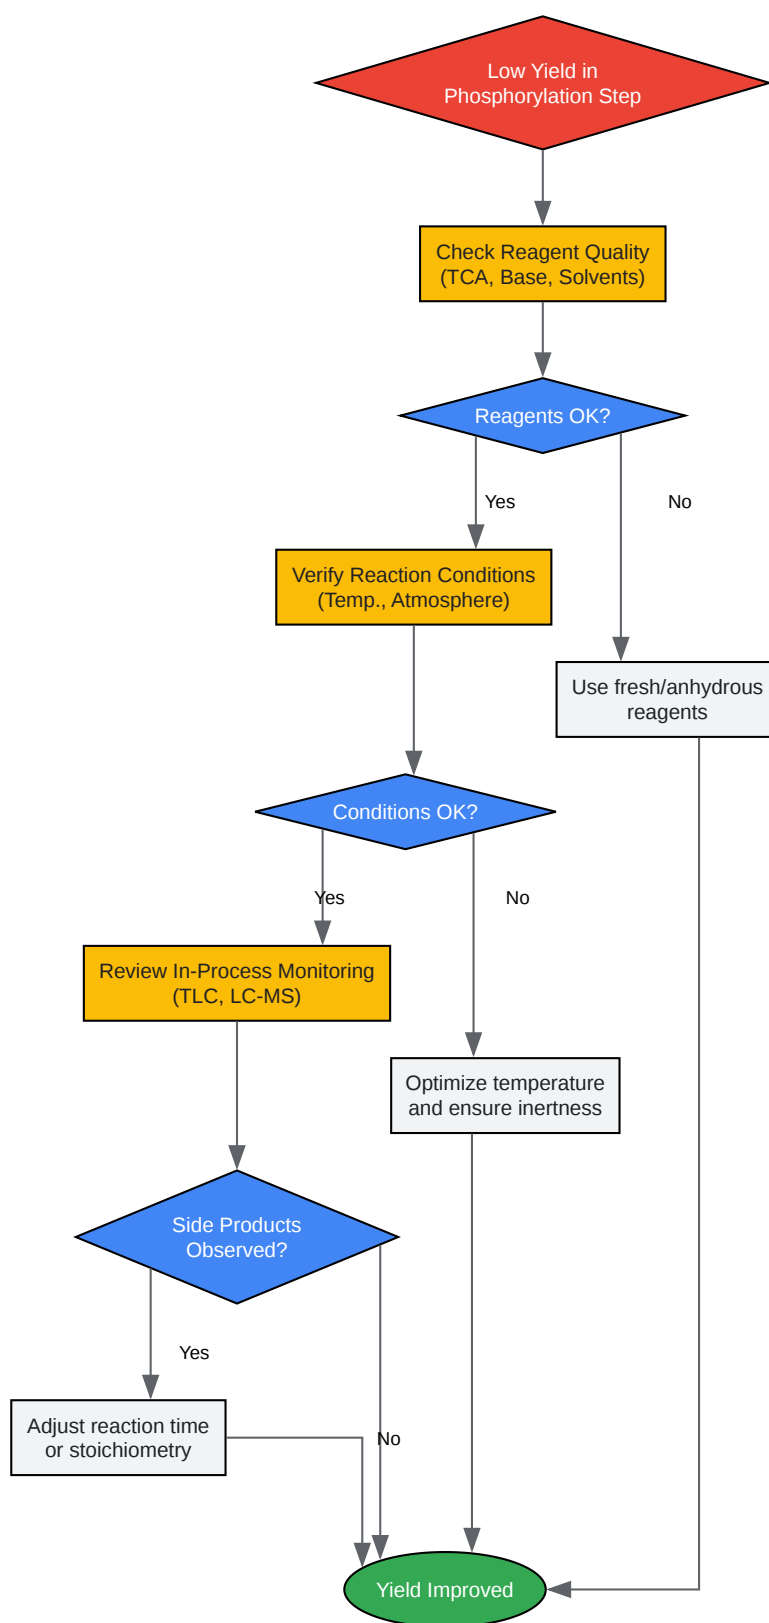 Low Yield in
Phosphorylation Step
Check Reagent Quality
(TCA, Base, Solvents)
Reagents OK?
Yes
No
Verify Reaction Conditions
(Temp., Atmosphere)
Use fresh/anhydrous
reagents
Conditions OK?
Yes
No
Review In-Process Monitoring
(TLC, LC-MS)
Optimize temperature
and ensure inertness
Side Products
Observed?
Yes
Adjust reaction time
or stoichiometry
No
Yield Improved